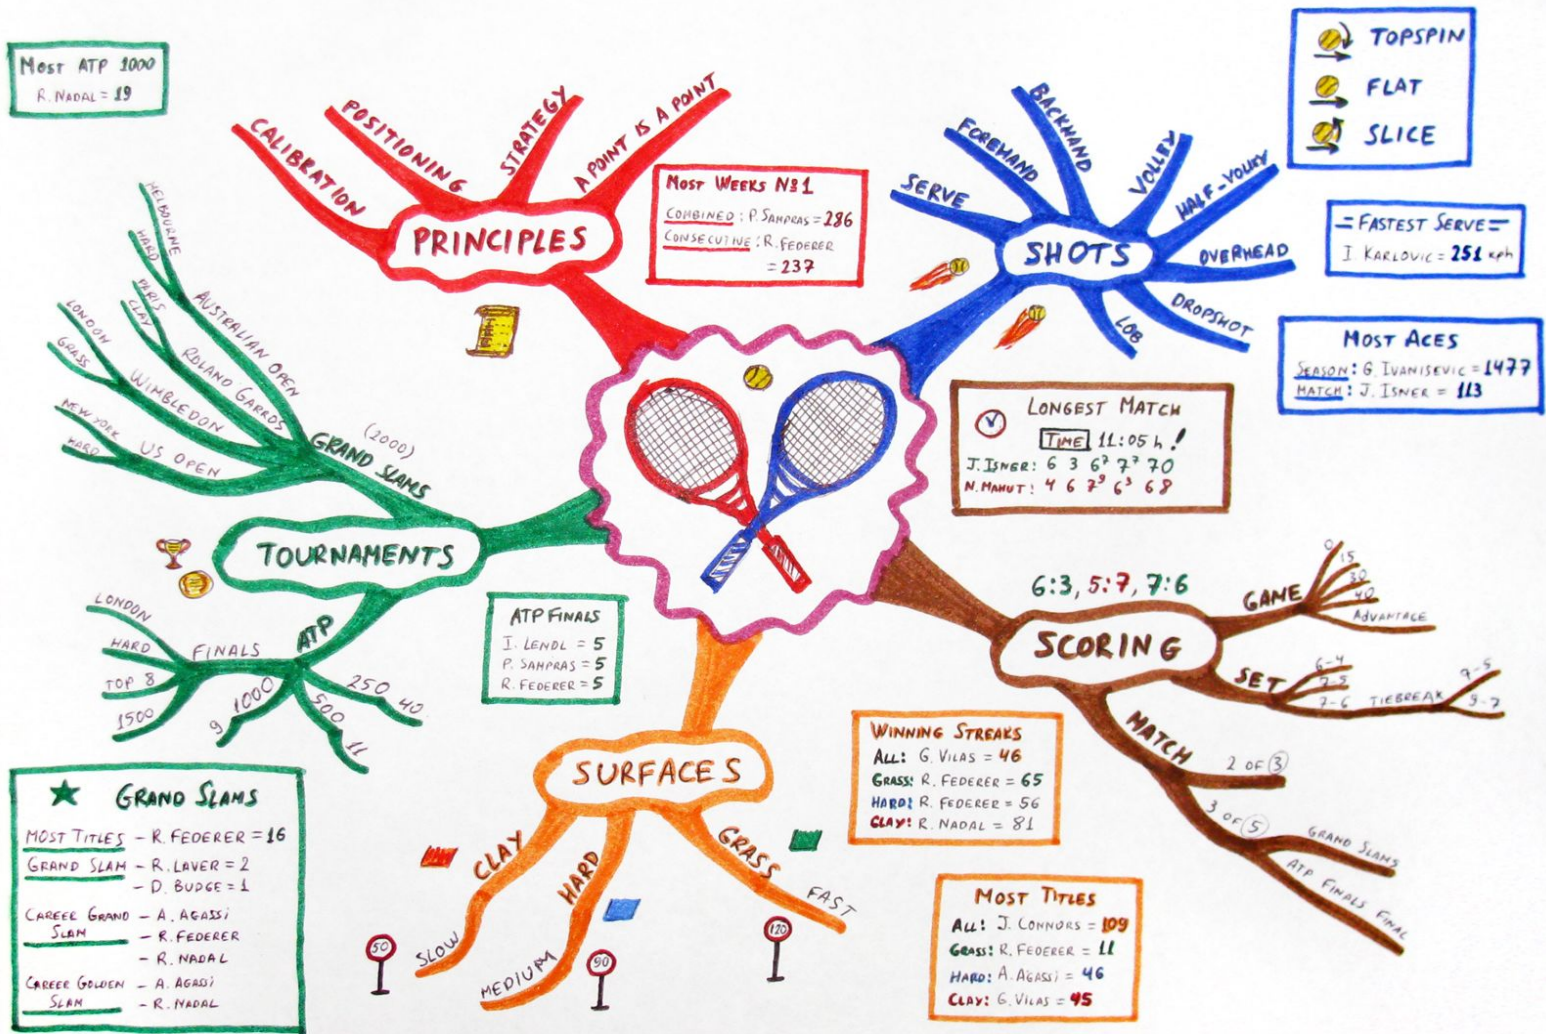 MOST ATP 1000
R. NADAL = 19
CALIBRATION
POSITIONING
STRATEGY
A POINT IS A POINT
PRINCIPLES
MOST WEEKS Nº1
COMBINED : P. SAMPRAS = 286
CONSECUTIVE : R. FEDERER
= 237
SERVE
FOREHAND
BACKHAND
VOLLEY
HALF-VOLLEY
OVERHEAD
DROPSHOT
LOB
SHOTS
TOPSPIN
FLAT
SLICE
= FASTEST SERVE =
I. KARLOVIC = 251 kph
MOST ACES
SEASON : G. IVANISEVIC = 1477
MATCH : J. ISNER = 113
LONGEST MATCH
TIME 11:05 h !
J. ISNER : 6 3 6⁷ 7⁷ 70
N. MAHUT : 4 6 7⁹ 6³ 68
MELBOURNE
HARD
AUSTRALIAN OPEN
PARIS
CLAY
ROLAND GARROS
LONDON
GRASS
WIMBLEDON
NEW YORK
HARD
US OPEN
GRAND SLAMS
(2000)
TOURNAMENTS
ATP
FINALS
LONDON
HARD
TOP 8
1500
1000
9
500
11
250
40
ATP FINALS
I. LENDL = 5
P. SAMPRAS = 5
R. FEDERER = 5
6:3, 5:7, 7:6
SCORING
GAME
0
15
30
40
ADVANTAGE
SET
6-4
7-5
7-6
TIEBREAK
7-5
9-7
MATCH
2 OF 3
3 OF 5
GRAND SLAMS
ATP FINALS FINAL
SURFACES
CLAY
SLOW
HARD
MEDIUM
GRASS
FAST
50
90
120
WINNING STREAKS
ALL: G. VILAS = 46
GRASS: R. FEDERER = 65
HARD: R. FEDERER = 56
CLAY: R. NADAL = 81
MOST TITLES
ALL: J. CONNORS = 109
GRASS: R. FEDERER = 11
HARD: A. AGASSI = 46
CLAY: G. VILAS = 45
GRAND SLAMS
MOST TITLES - R. FEDERER = 16
GRAND SLAM - R. LAVER = 2
- D. BUDGE = 1
CAREER GRAND SLAM - A. AGASSI
- R. FEDERER
- R. NADAL
CAREER GOLDEN SLAM - A. AGASSI
- R. NADAL